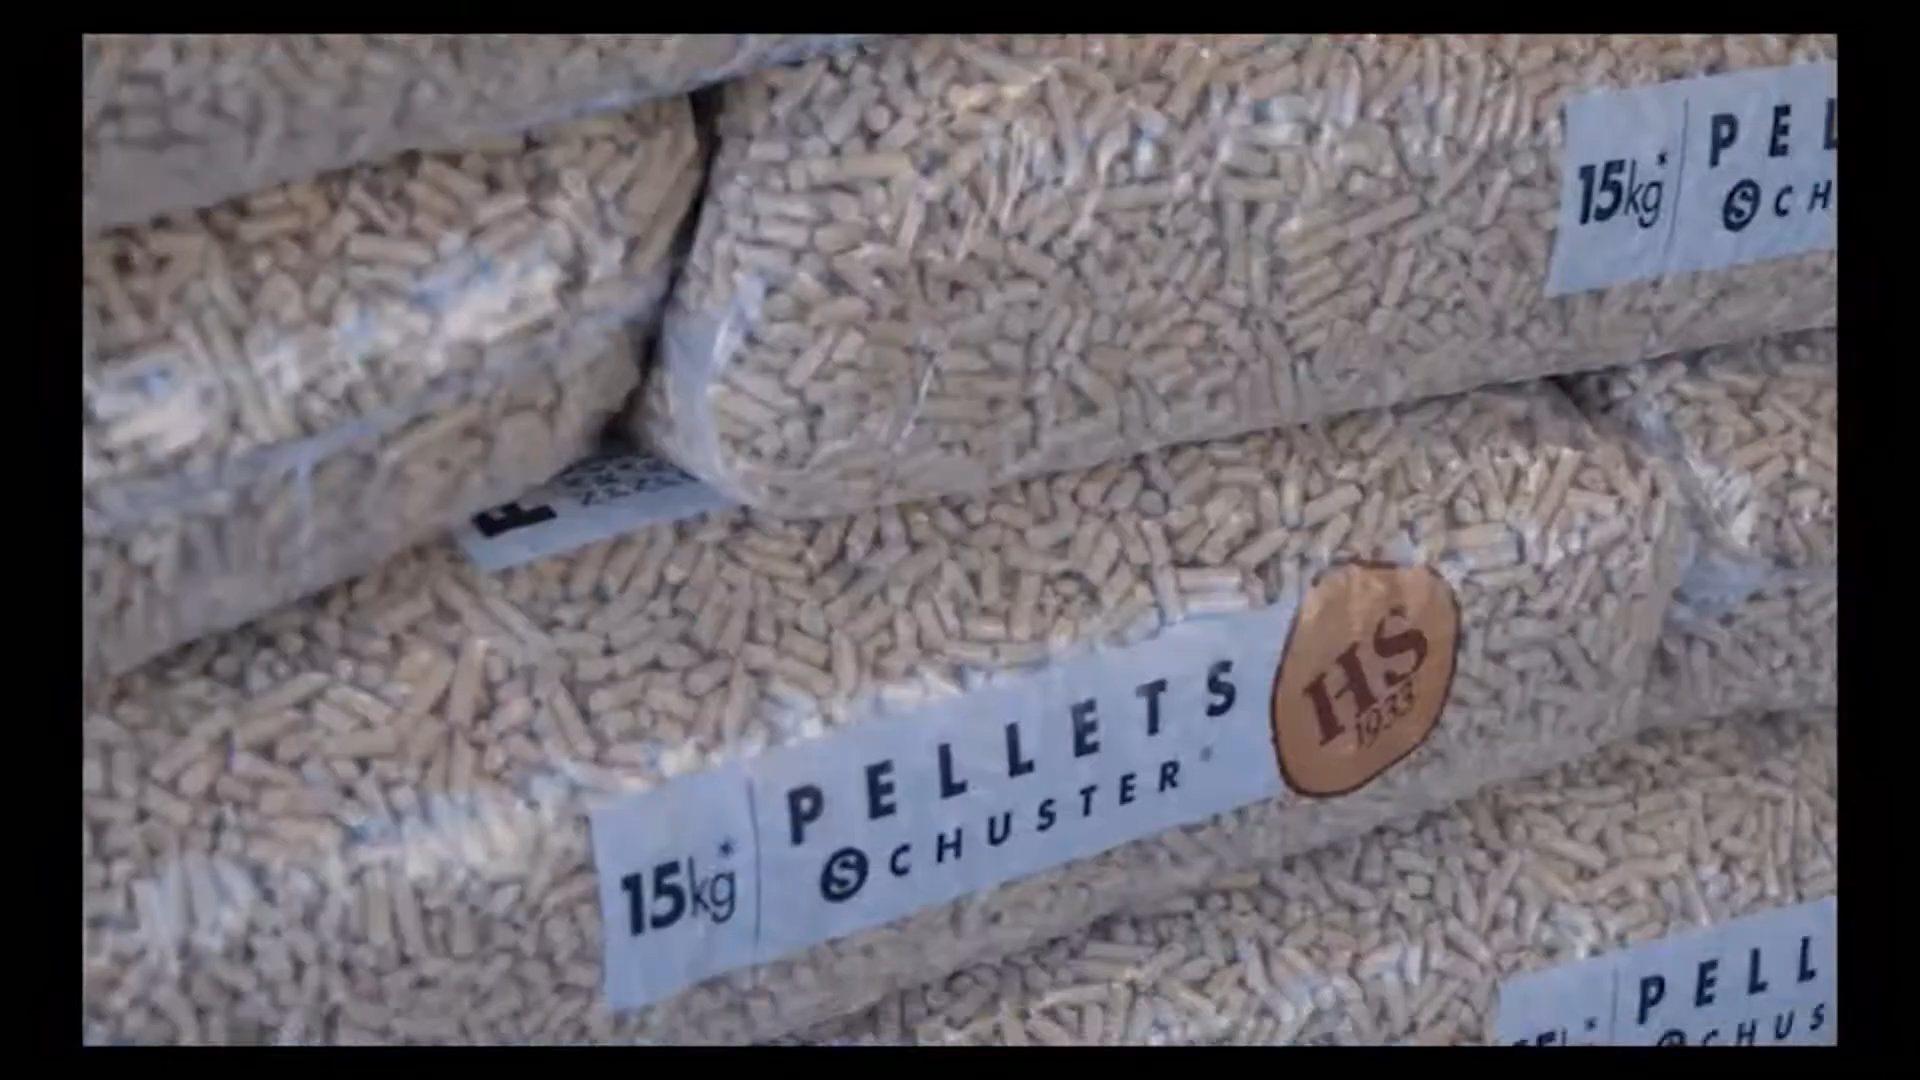 15kg*
PEL
SCH
15kg*
PELLETS
SCHUSTER
HS
1933
PELL
SCHUS